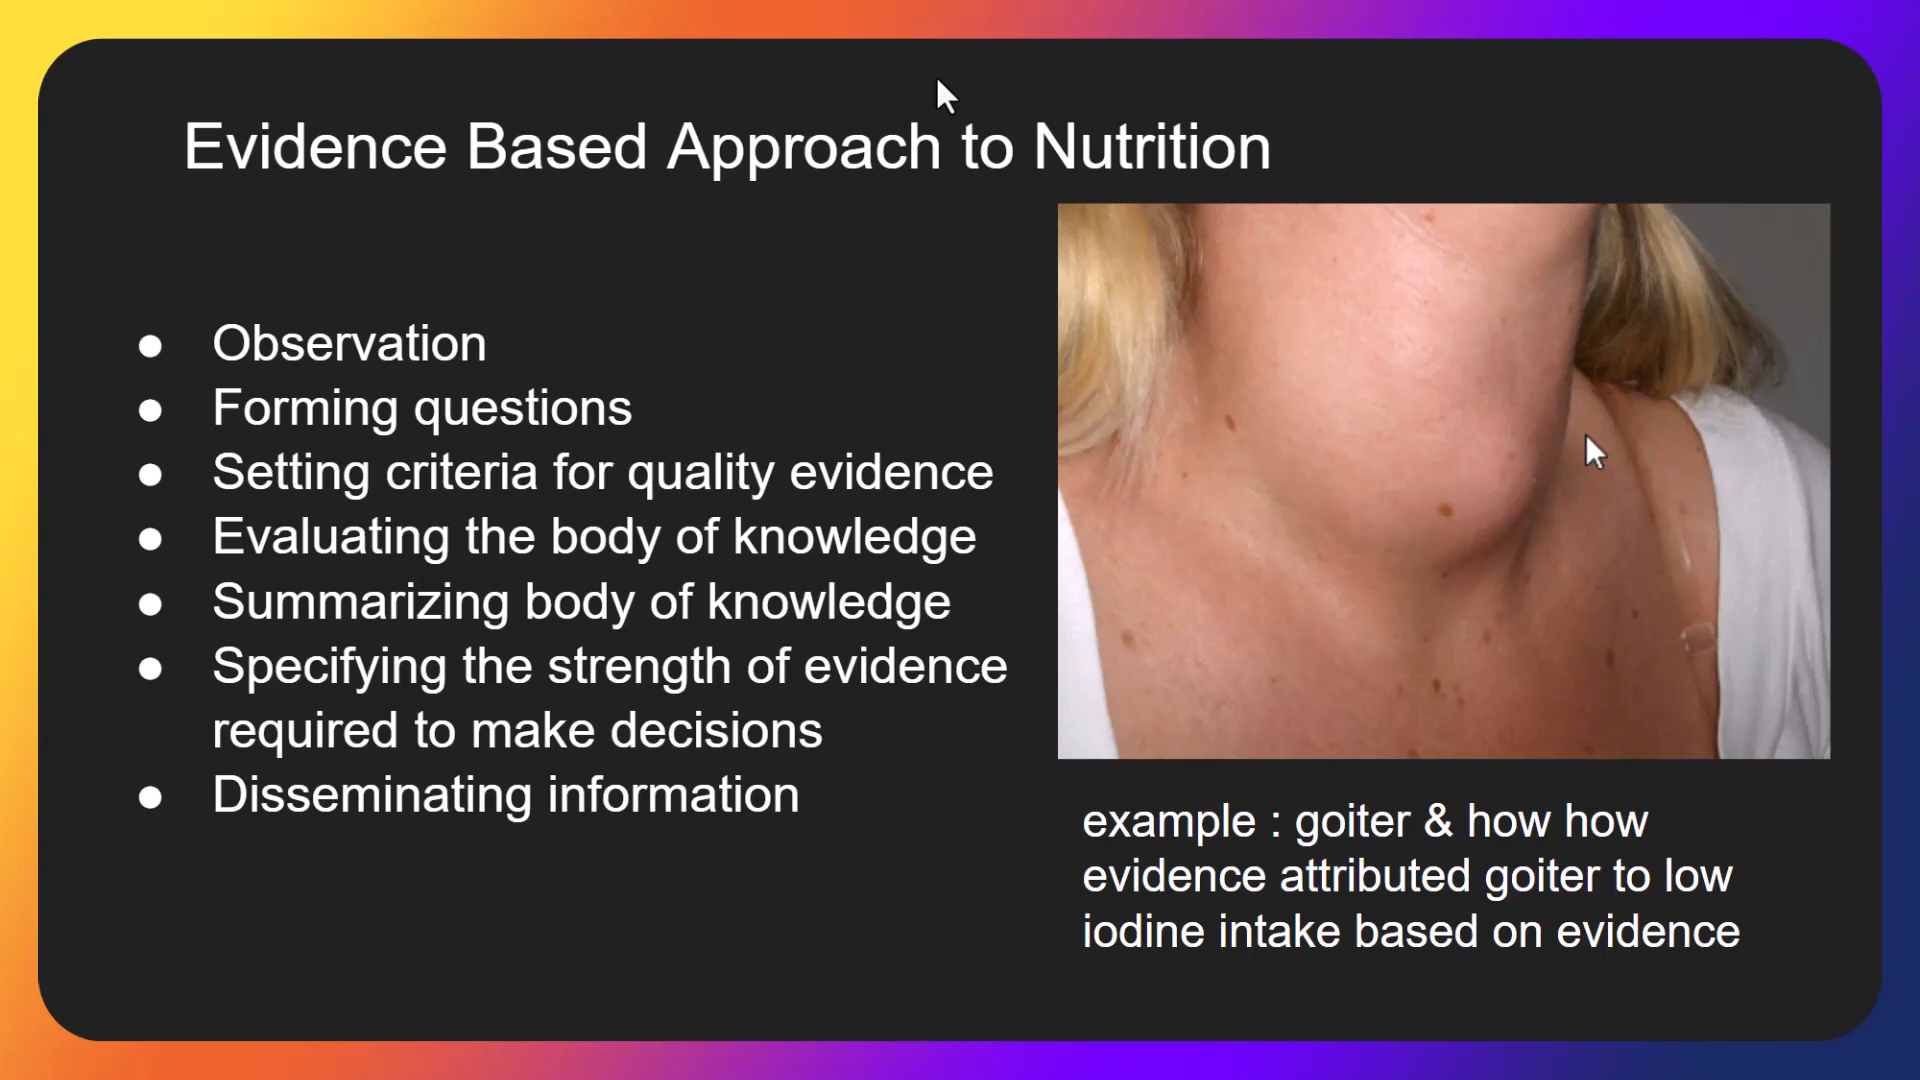 Evidence Based Approach to Nutrition
● Observation
● Forming questions
● Setting criteria for quality evidence
● Evaluating the body of knowledge
● Summarizing body of knowledge
● Specifying the strength of evidence
required to make decisions
● Disseminating information
example : goiter & how how
evidence attributed goiter to low
iodine intake based on evidence